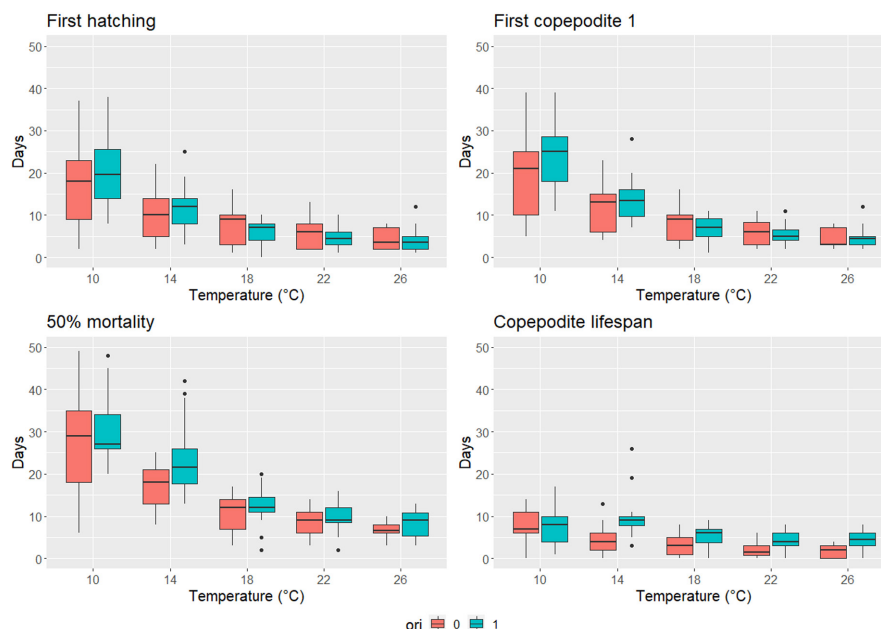 First hatching
First copepodite 1
50
40
30
20
10
0
Days
10 14 18 22 26
Temperature (°C)
50
40
30
20
10
0
Days
10 14 18 22 26
Temperature (°C)
50% mortality
Copepodite lifespan
50
40
30
20
10
0
Days
10 14 18 22 26
Temperature (°C)
50
40
30
20
10
0
Days
10 14 18 22 26
Temperature (°C)
ori 0 1